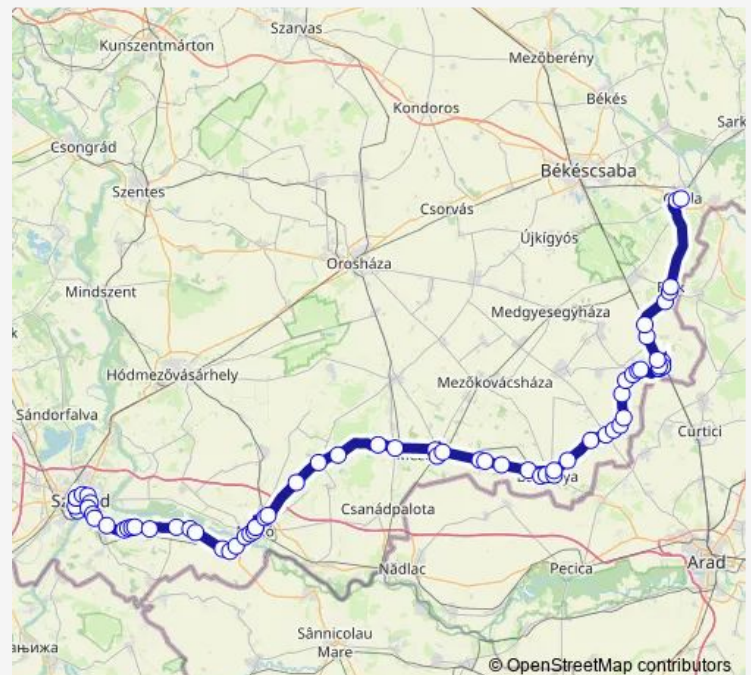 Szarvas
Kunszentmárton
Mezőberény
Békés
Kondoros
Sark
Csongrád
Békéscsaba
Szentes
Csorvás
Újkígyós
Orosháza
Mindszent
Medgyesegyháza
Hódmezővásárhely
Mezőkovácsháza
Sándorfalva
Curtici
Csanádpalota
Arad
Nădlac
Pecica
Sânnicolau
Mare
© OpenStreetMap contributors